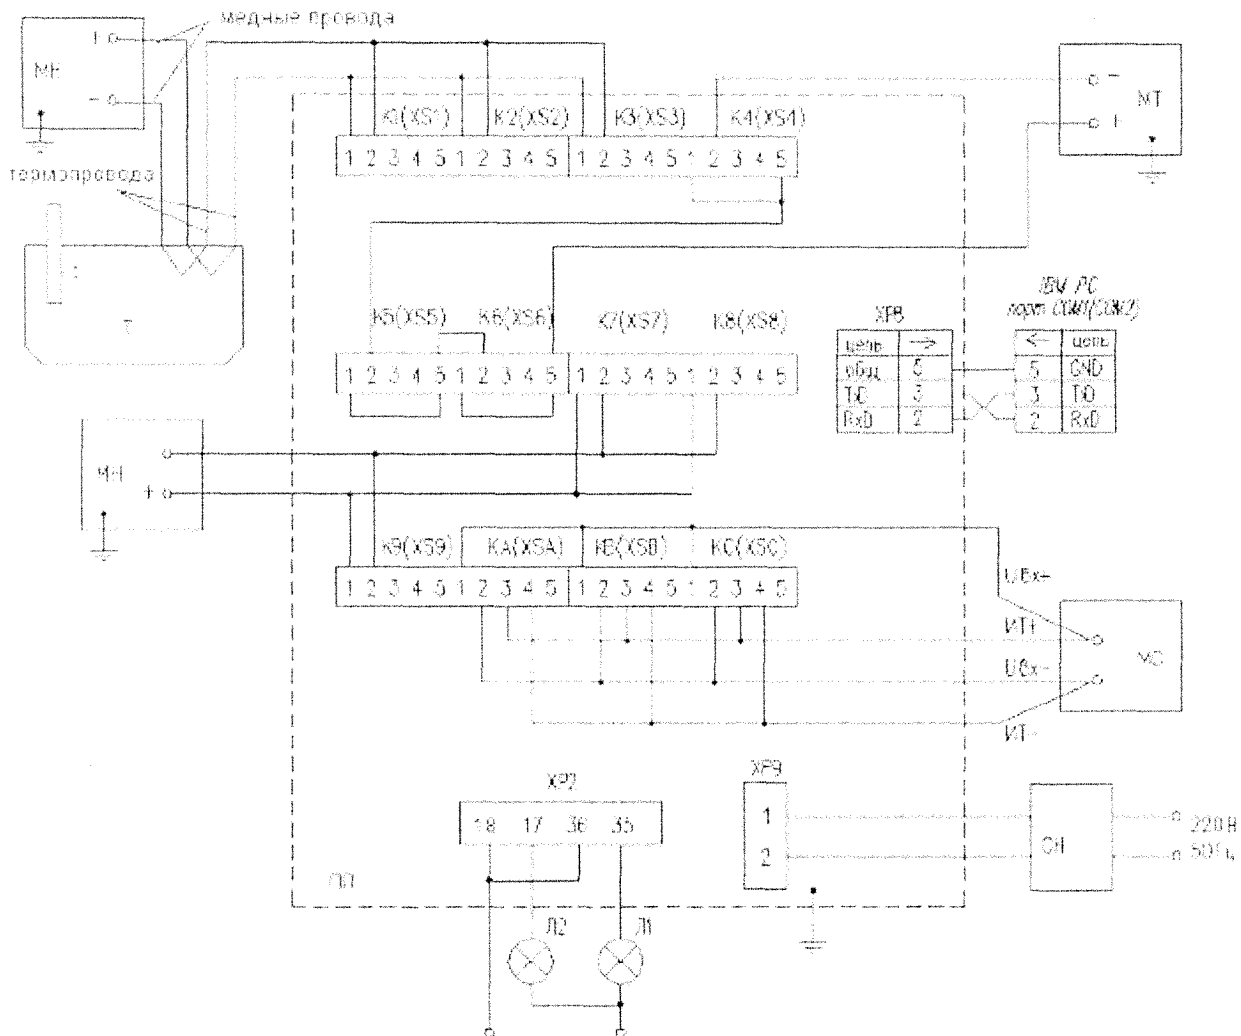 медные провода
+
МН
−
термопровода
T
К1(XS1) К2(XS2) К3(XS3) К4(XS4)
1 2 3 4 5 1 2 3 4 5 1 2 3 4 5 1 2 3 4 5
−
МТ
+
К5(XS5) К6(XS6) К7(XS7) К8(XS8)
1 2 3 4 5 1 2 3 4 5 1 2 3 4 5 1 2 3 4 5
IBM PC
порт COM1(COM2)
XP8
цепь →
общ 5
TxD 3
RxD 2
← цепь
5 GND
3 TxD
2 RxD
МН
+
К9(XS9) КА(XSA) КВ(XSB) КС(XSC)
1 2 3 4 5 1 2 3 4 5 1 2 3 4 5 1 2 3 4 5
UВх+
ИТ+
UВх−
ИТ−
МС
XP2
18 17 36 35
XP9
1
2
СН
220В
50Гц
ПП
Л2
Л1